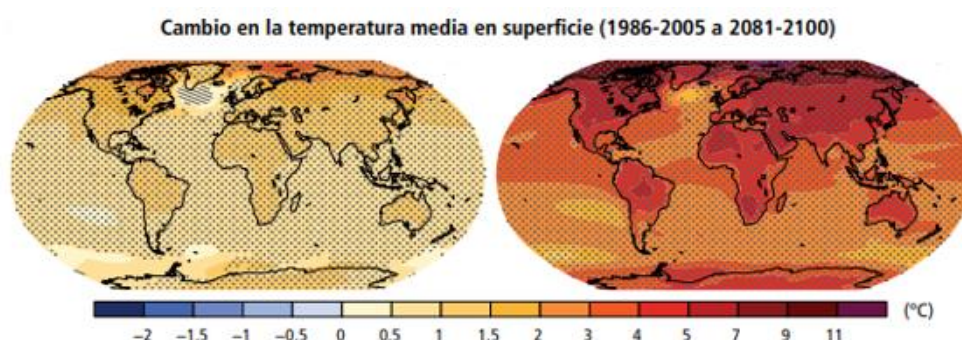 Cambio en la temperatura media en superficie (1986-2005 a 2081-2100)
(°C)
−2 −1.5 −1 −0.5 0 0.5 1 1.5 2 3 4 5 7 9 11